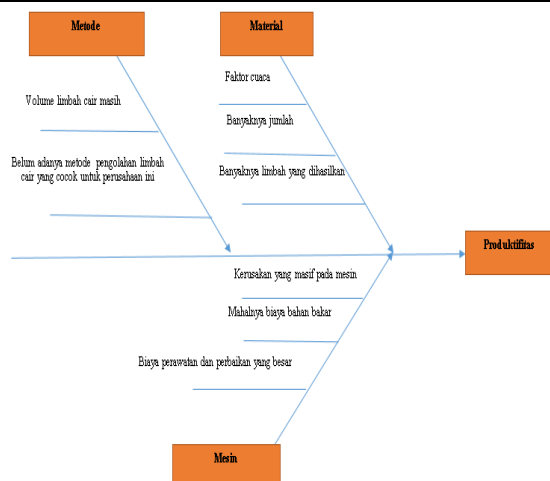 Metode
Material
Faktor cuaca
Volume limbah cair masih
Banyaknya jumlah
Belum adanya metode pengolahan limbah
cair yang cocok untuk perusahaan ini
Banyaknya limbah yang dihasilkan
Produktifitas
Kerusakan yang masif pada mesin
Mahalnya biaya bahan bakar
Biaya perawatan dan perbaikan yang besar
Mesin